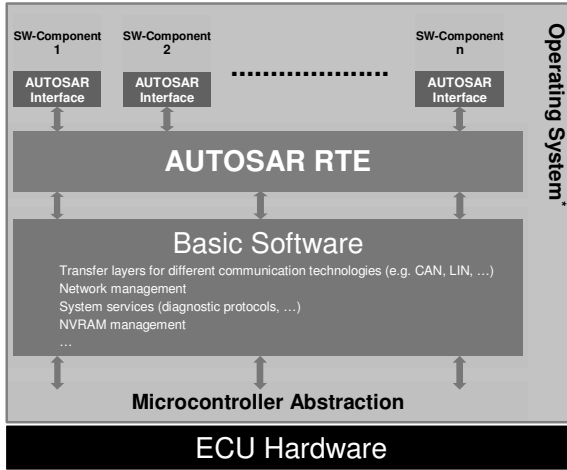 SW-Component
1
AUTOSAR
Interface
SW-Component
2
AUTOSAR
Interface
SW-Component
n
AUTOSAR
Interface
Operating System*
AUTOSAR RTE
Basic Software
Transfer layers for different communication technologies (e.g. CAN, LIN, …)
Network management
System services (diagnostic protocols, …)
NVRAM management
…
Microcontroller Abstraction
ECU Hardware